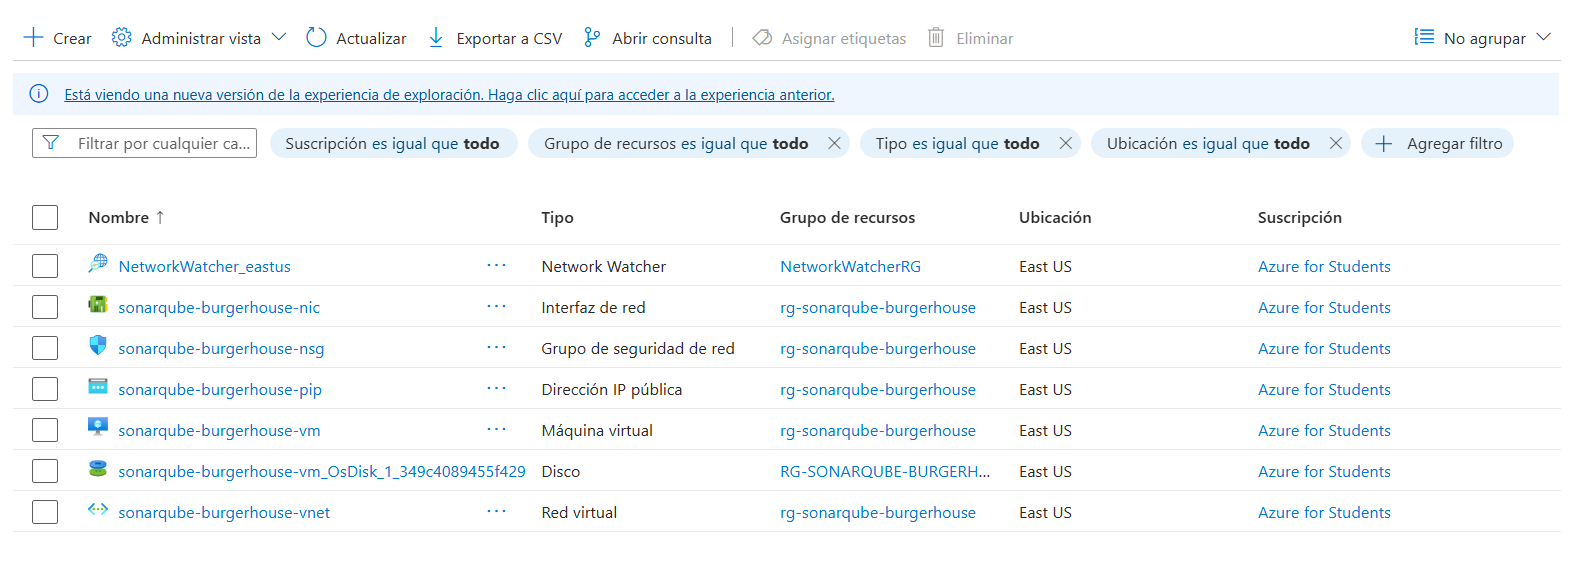 Crear Administrar vista Actualizar Exportar a CSV Abrir consulta Asignar etiquetas Eliminar No agrupar
Está viendo una nueva versión de la experiencia de exploración. Haga clic aquí para acceder a la experiencia anterior.
Filtrar por cualquier ca... Suscripción es igual que todo Grupo de recursos es igual que todo Tipo es igual que todo Ubicación es igual que todo Agregar filtro
Nombre ↑ Tipo Grupo de recursos Ubicación Suscripción
NetworkWatcher_eastus ... Network Watcher NetworkWatcherRG East US Azure for Students
sonarqube-burgerhouse-nic ... Interfaz de red rg-sonarqube-burgerhouse East US Azure for Students
sonarqube-burgerhouse-nsg ... Grupo de seguridad de red rg-sonarqube-burgerhouse East US Azure for Students
sonarqube-burgerhouse-pip ... Dirección IP pública rg-sonarqube-burgerhouse East US Azure for Students
sonarqube-burgerhouse-vm ... Máquina virtual rg-sonarqube-burgerhouse East US Azure for Students
sonarqube-burgerhouse-vm_OsDisk_1_349c4089455f429 Disco RG-SONARQUBE-BURGERH... East US Azure for Students
sonarqube-burgerhouse-vnet ... Red virtual rg-sonarqube-burgerhouse East US Azure for Students